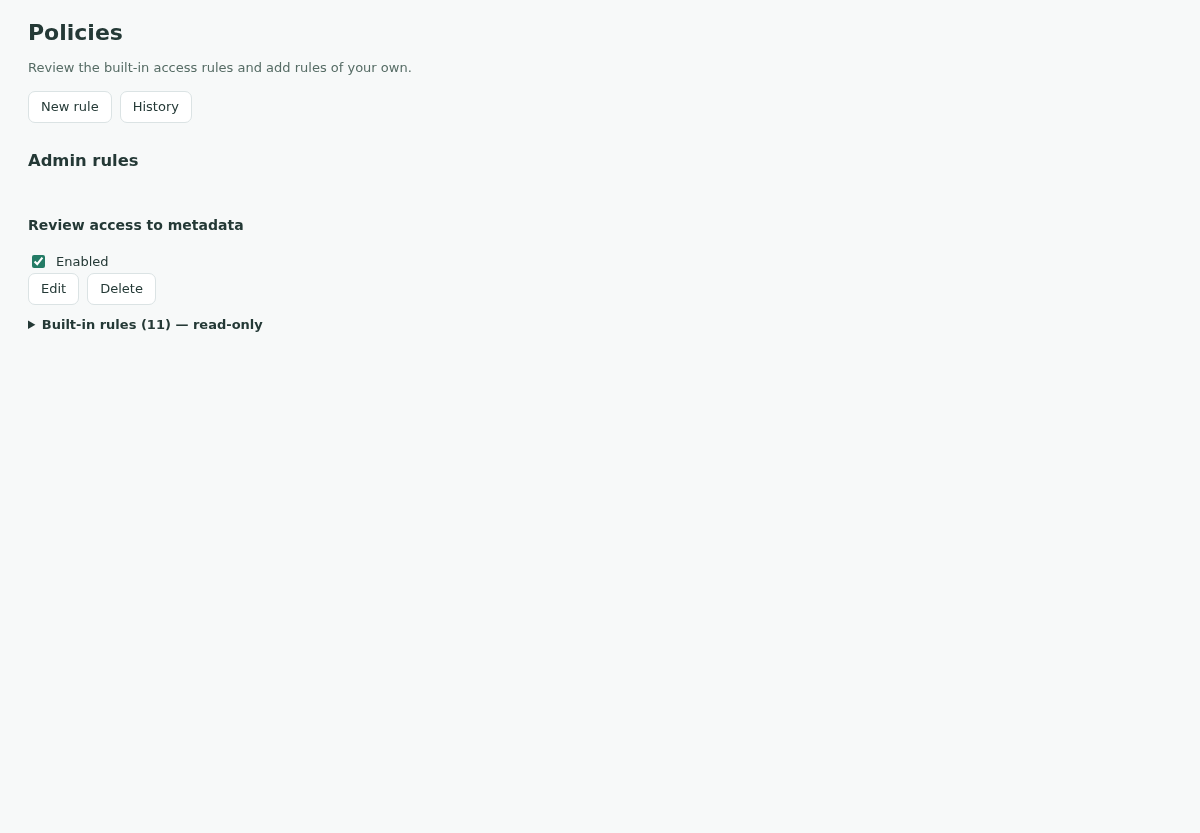 Policies
Review the built-in access rules and add rules of your own.
New rule History
Admin rules
Review access to metadata
Enabled
Edit Delete
Built-in rules (11) — read-only